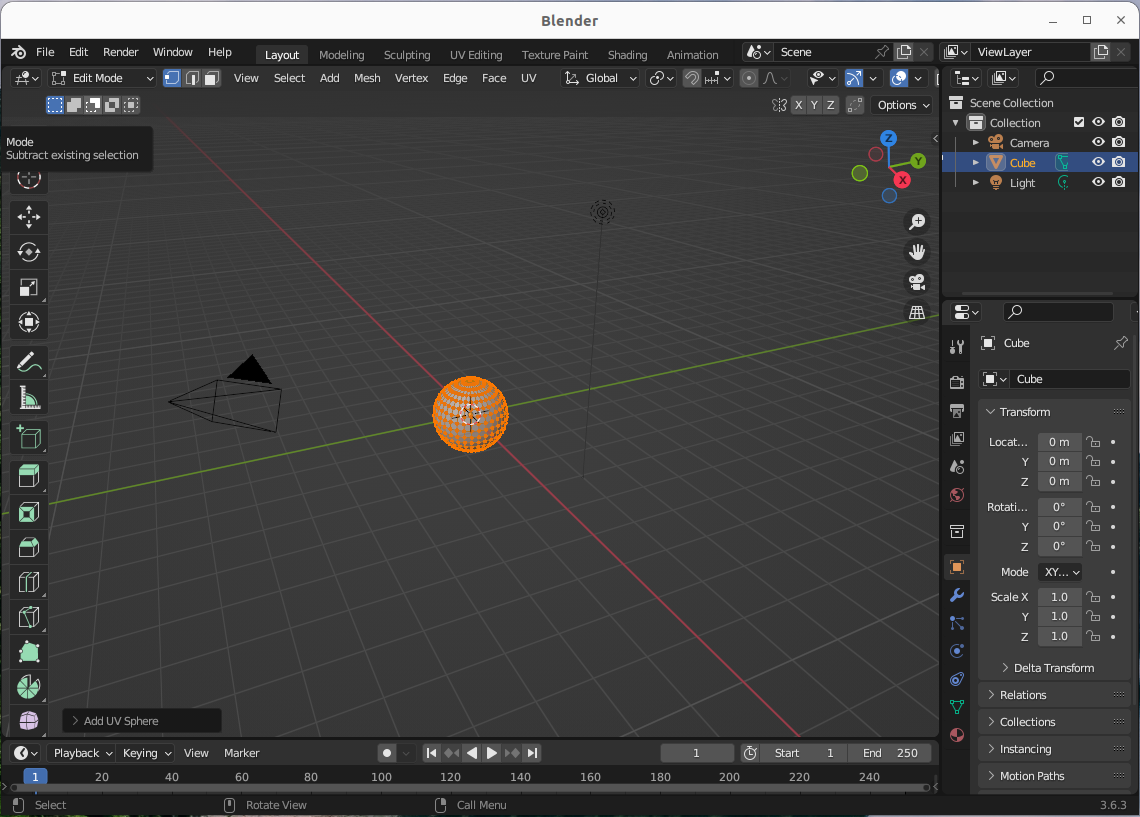 Blender
File Edit Render Window Help Layout Modeling Sculpting UV Editing Texture Paint Shading Animation Scene ViewLayer
Edit Mode View Select Add Mesh Vertex Edge Face UV Global
X Y Z Options
Mode
Subtract existing selection
Z
Y
X
Scene Collection
Collection
Camera
Cube
Light
Cube
Cube
Transform
Locat... 0 m
Y 0 m
Z 0 m
Rotati... 0°
Y 0°
Z 0°
Mode XY...
Scale X 1.0
Y 1.0
Z 1.0
Delta Transform
Relations
Collections
Instancing
Motion Paths
Add UV Sphere
Playback Keying View Marker 1 Start 1 End 250
1 20 40 60 80 100 120 140 160 180 200 220 240
Select Rotate View Call Menu 3.6.3